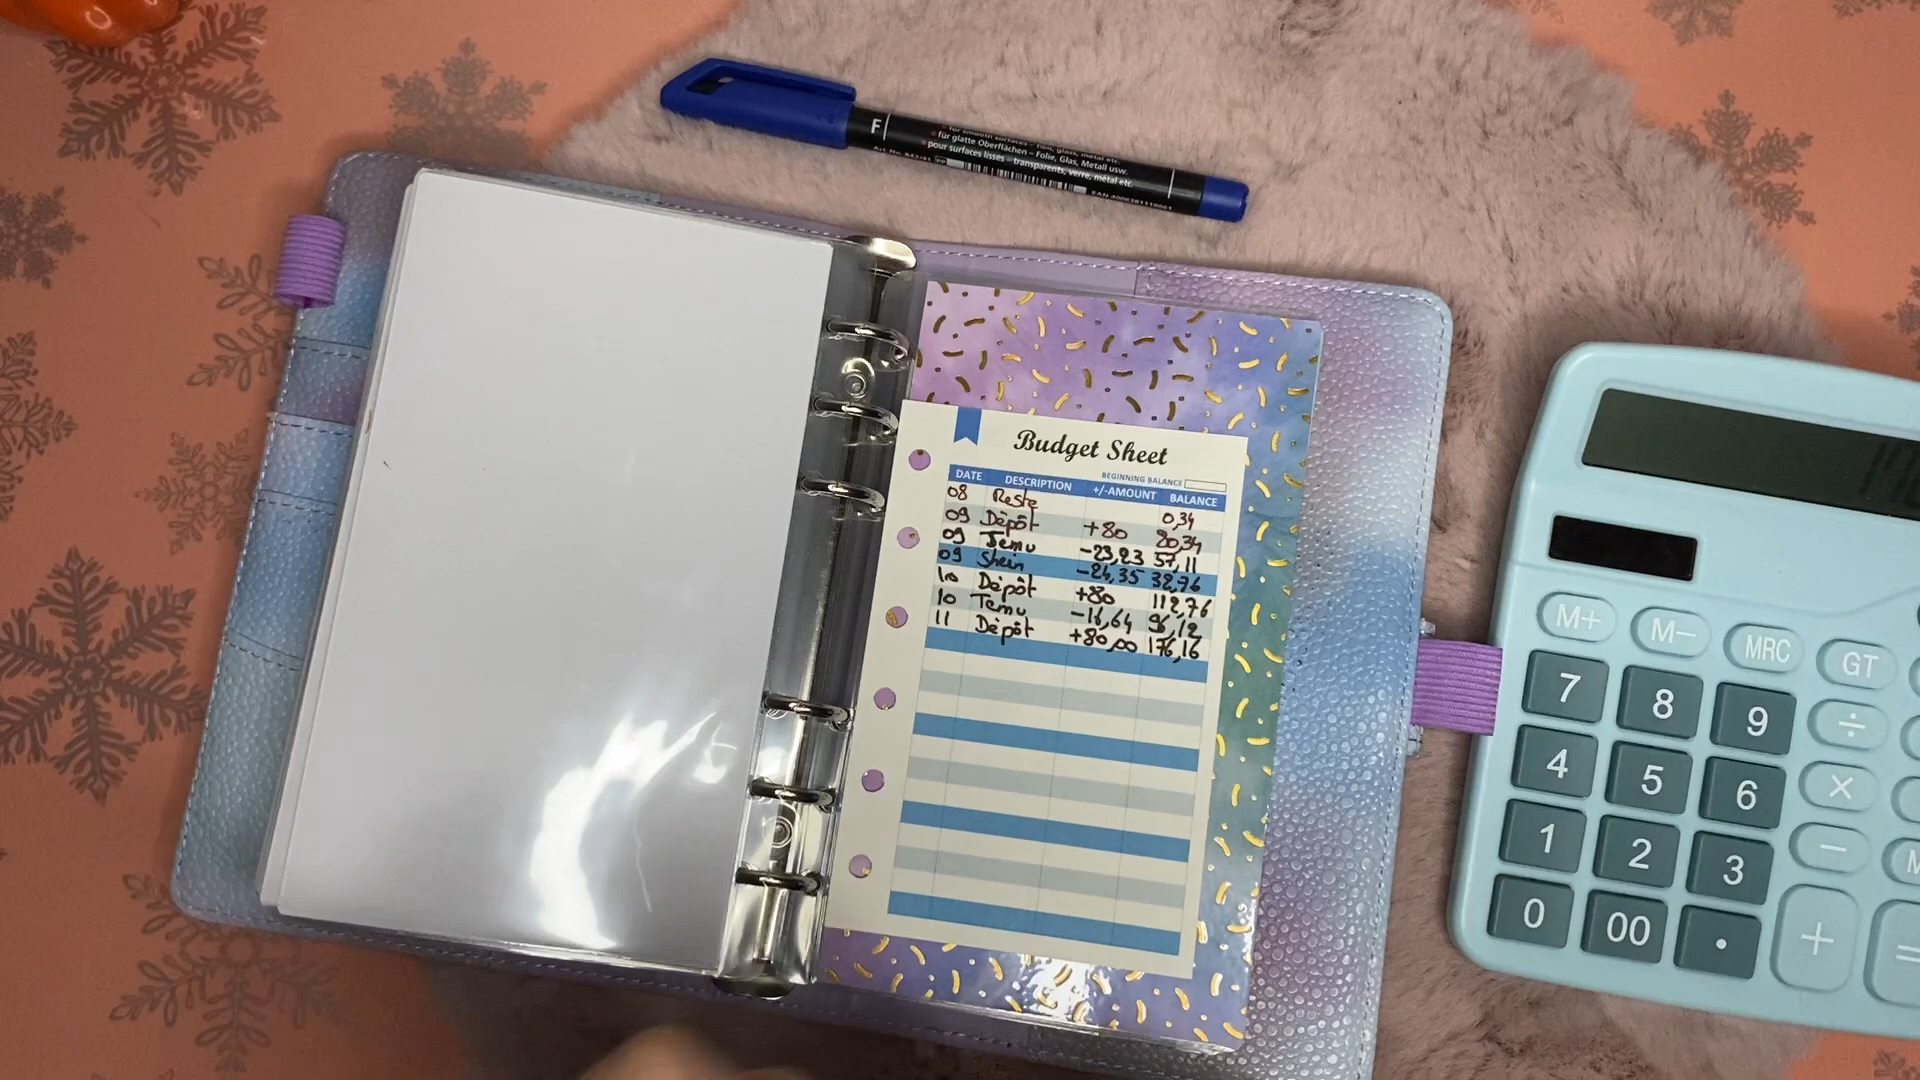 F
für glatte Oberflächen – Folie, Glas, Metall usw.
pour surfaces lisses – transparents, verre, métal etc.
Budget Sheet
BEGINNING BALANCE
DATE DESCRIPTION +/-AMOUNT BALANCE
08 Reste 0,34
09 Dépôt +80 80,34
09 Temu -23,23 57,11
09 Shein -24,35 32,76
10 Dépôt +80 112,76
10 Temu -16,64 96,12
11 Dépôt +80,00 176,16
M+ M− MRC GT
7 8 9 ÷
4 5 6 ×
1 2 3 −
0 00 . + =